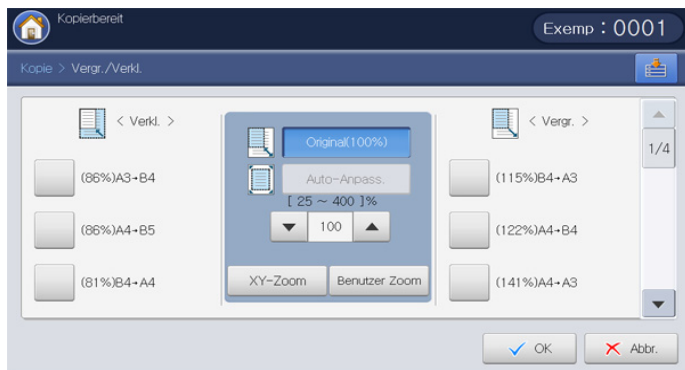 Kopierbereit
Exemp : 0001
Kopie > Vergr./Verkl.
< Verkl. >
(86%)A3→B4
(86%)A4→B5
(81%)B4→A4
Original(100%)
Auto-Anpass.
[ 25 ~ 400 ]%
100
XY-Zoom
Benutzer Zoom
< Vergr. >
(115%)B4→A3
(122%)A4→B4
(141%)A4→A3
1/4
OK
Abbr.